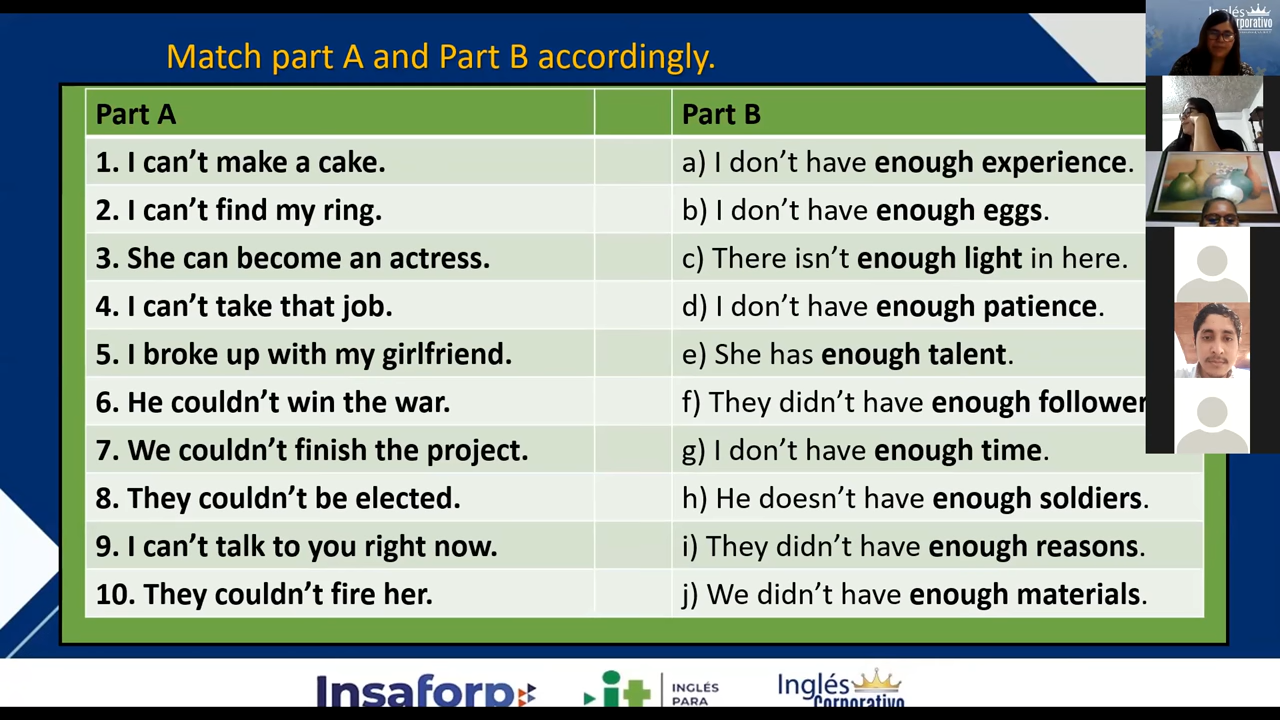 Match part A and Part B accordingly.
Part A Part B
1. I can't make a cake. a) I don't have enough experience.
2. I can't find my ring. b) I don't have enough eggs.
3. She can become an actress. c) There isn't enough light in here.
4. I can't take that job. d) I don't have enough patience.
5. I broke up with my girlfriend. e) She has enough talent.
6. He couldn't win the war. f) They didn't have enough follower
7. We couldn't finish the project. g) I don't have enough time.
8. They couldn't be elected. h) He doesn't have enough soldiers.
9. I can't talk to you right now. i) They didn't have enough reasons.
10. They couldn't fire her. j) We didn't have enough materials.
Insaforp
it
INGLÉS
PARA
Inglés
Corporativo
Inglés